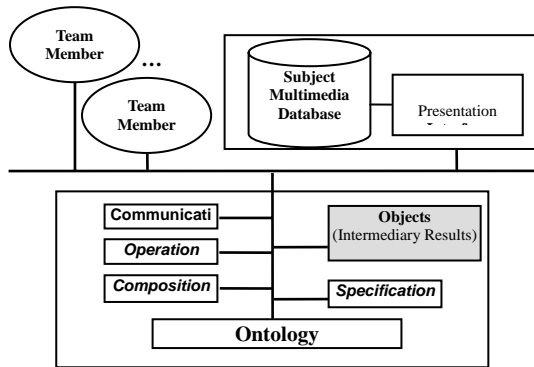 Team
Member
...
Team
Member
Subject
Multimedia
Database
Presentation
Communicati
Objects
(Intermediary Results)
Operation
Composition
Specification
Ontology